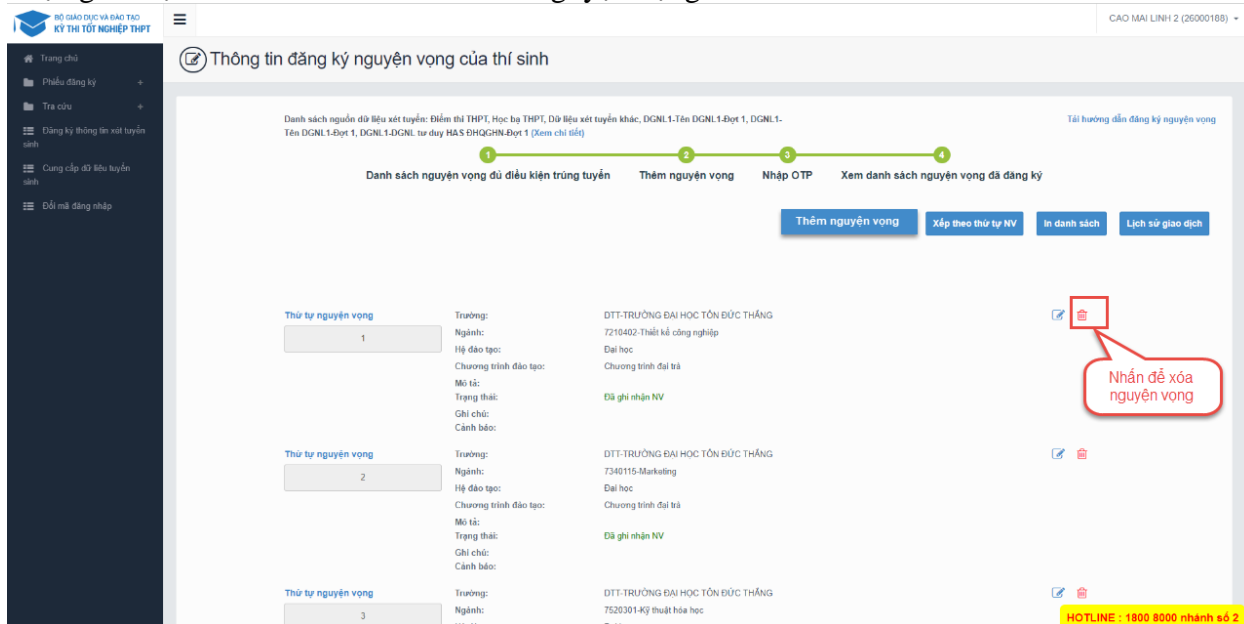 BỘ GIÁO DỤC VÀ ĐÀO TẠO
KỲ THI TỐT NGHIỆP THPT
CAO MAI LINH 2 (26000188)
Trang chủ
Phiếu đăng ký +
Tra cứu +
Đăng ký thông tin xét tuyển sinh
Cung cấp dữ liệu tuyển sinh
Đổi mã đăng nhập
Thông tin đăng ký nguyện vọng của thí sinh
Danh sách nguồn dữ liệu xét tuyển: Điểm thi THPT, Học bạ THPT, Dữ liệu xét tuyển khác, DGNL1-Tên DGNL1-Đợt 1, DGNL1-
Tên DGNL1-Đợt 1, DGNL1-DGNL tư duy HAS ĐHQGHN-Đợt 1 (Xem chi tiết)
Tải hướng dẫn đăng ký nguyện vọng
1 2 3 4
Danh sách nguyện vọng đủ điều kiện trúng tuyển Thêm nguyện vọng Nhập OTP Xem danh sách nguyện vọng đã đăng ký
Thêm nguyện vọng Xếp theo thứ tự NV In danh sách Lịch sử giao dịch
Thứ tự nguyện vọng
1
Trường: DTT-TRƯỜNG ĐẠI HỌC TÔN ĐỨC THẮNG
Ngành: 7210402-Thiết kế công nghiệp
Hệ đào tạo: Đại học
Chương trình đào tạo: Chương trình đại trà
Mô tả:
Trạng thái: Đã ghi nhận NV
Ghi chú:
Cảnh báo:
Nhấn để xóa
nguyện vọng
Thứ tự nguyện vọng
2
Trường: DTT-TRƯỜNG ĐẠI HỌC TÔN ĐỨC THẮNG
Ngành: 7340115-Marketing
Hệ đào tạo: Đại học
Chương trình đào tạo: Chương trình đại trà
Mô tả:
Trạng thái: Đã ghi nhận NV
Ghi chú:
Cảnh báo:
Thứ tự nguyện vọng
3
Trường: DTT-TRƯỜNG ĐẠI HỌC TÔN ĐỨC THẮNG
Ngành: 7520301-Kỹ thuật hóa học
HOTLINE : 1800 8000 nhánh số 2